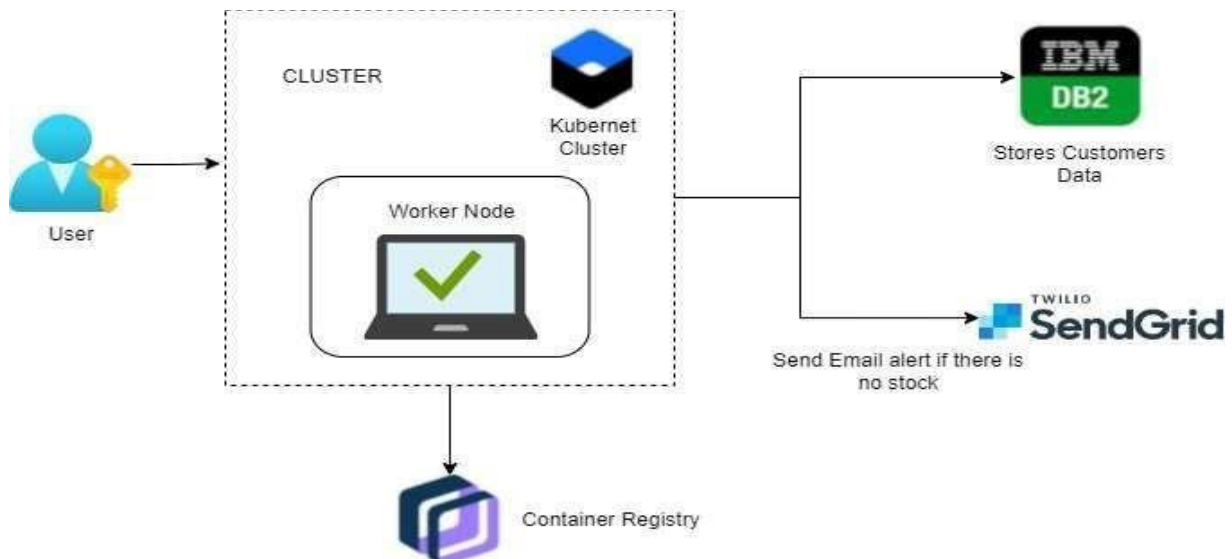 CLUSTER
Kubernet
Cluster
IBM
DB2
Stores Customers
Data
User
Worker Node
TWILIO
SendGrid
Send Email alert if there is
no stock
Container Registry